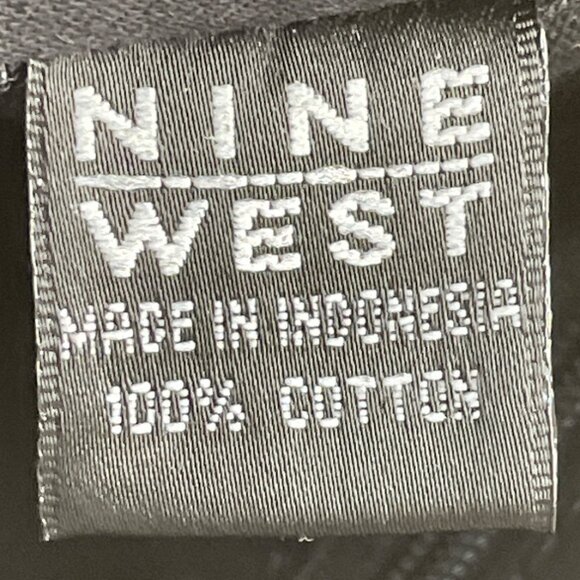 NINE
WEST
MADE IN INDONESIA
100% COTTON